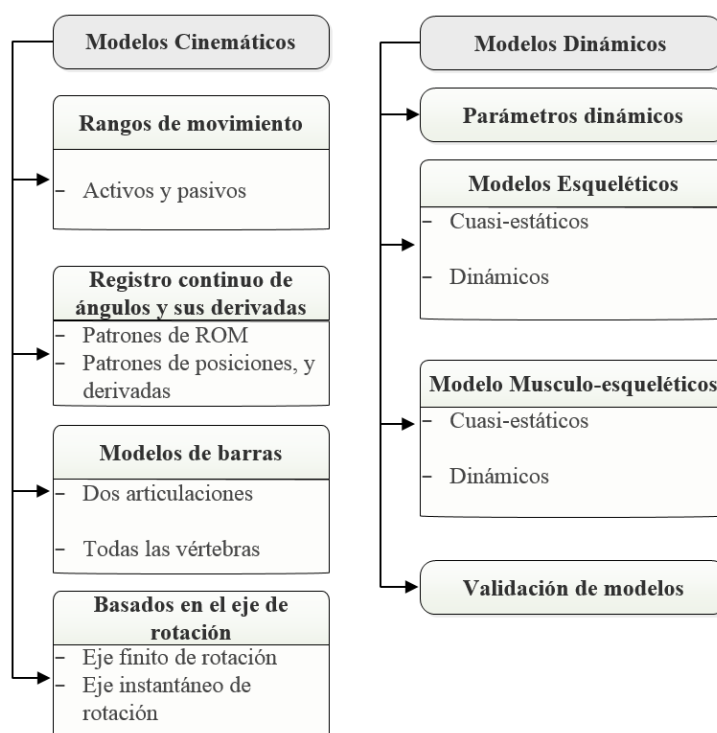 Modelos Cinemáticos
Rangos de movimiento
- Activos y pasivos
Registro continuo de
ángulos y sus derivadas
- Patrones de ROM
- Patrones de posiciones, y
derivadas
Modelos de barras
- Dos articulaciones
- Todas las vértebras
Basados en el eje de
rotación
- Eje finito de rotación
- Eje instantáneo de
rotación
Modelos Dinámicos
Parámetros dinámicos
Modelos Esqueléticos
- Cuasi-estáticos
- Dinámicos
Modelo Musculo-esqueléticos
- Cuasi-estáticos
- Dinámicos
Validación de modelos